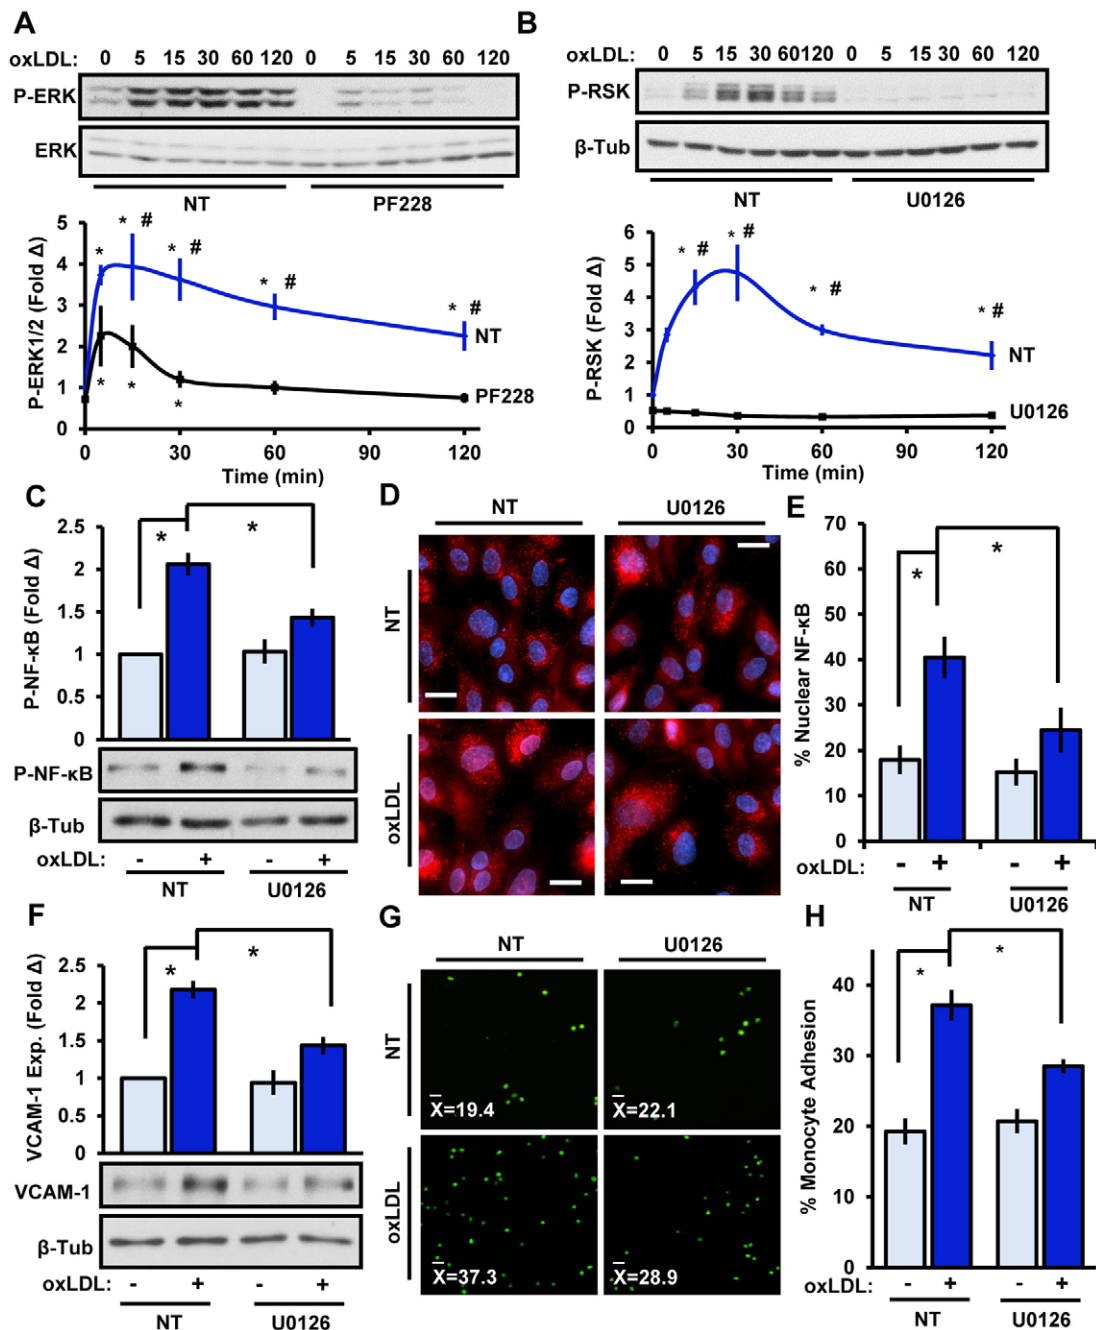 A
oxLDL: 0 5 15 30 60 120 0 5 15 30 60 120
P-ERK
ERK
NT PF228
P-ERK1/2 (Fold Δ)
5
4
3
2
1
0
* * # * # * # * #
NT
* * *
PF228
0 30 60 90 120
Time (min)
B
oxLDL: 0 5 15 30 60 120 0 5 15 30 60 120
P-RSK
β-Tub
NT U0126
P-RSK (Fold Δ)
6
5
4
3
2
1
0
* # * # * # * #
NT
U0126
0 30 60 90 120
Time (min)
C
P-NF-κB (Fold Δ)
2.5
2
1.5
1
0.5
0
* *
P-NF-κB
β-Tub
oxLDL: - + - +
NT U0126
D
NT U0126
NT
oxLDL
E
% Nuclear NF-κB
70
60
50
40
30
20
10
0
* *
oxLDL: - + - +
NT U0126
F
VCAM-1 Exp. (Fold Δ)
2.5
2
1.5
1
0.5
0
* *
VCAM-1
β-Tub
oxLDL: - + - +
NT U0126
G
NT U0126
NT
X̅=19.4 X̅=22.1
oxLDL
X̅=37.3 X̅=28.9
H
% Monocyte Adhesion
40
30
20
10
0
* *
oxLDL: - + - +
NT U0126